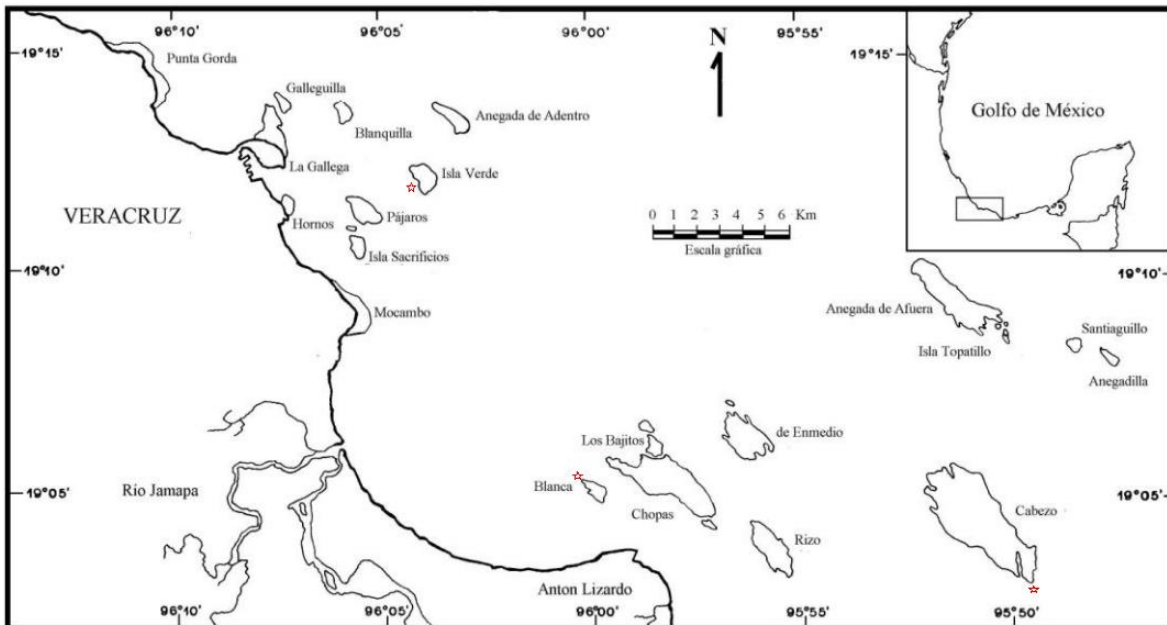 96°10' 96°05' 96°00' 95°55'
19°15' 19°15'
Punta Gorda
N
Golfo de México
Galleguilla
Blanquilla
Anegada de Adentro
La Gallega
Isla Verde
VERACRUZ
Hornos
Pájaros
0 1 2 3 4 5 6 Km
Escala gráfica
Isla Sacrificios
19°10' 19°10'
Mocambo
Anegada de Afuera
Isla Topatillo
Santiaguillo
Anegadilla
Los Bajitos
de Enmedio
Río Jamapa
19°05' 19°05'
Blanca
Chopas
Cabezo
Rizo
Anton Lizardo
96°10' 96°05' 96°00' 95°55' 95°50'